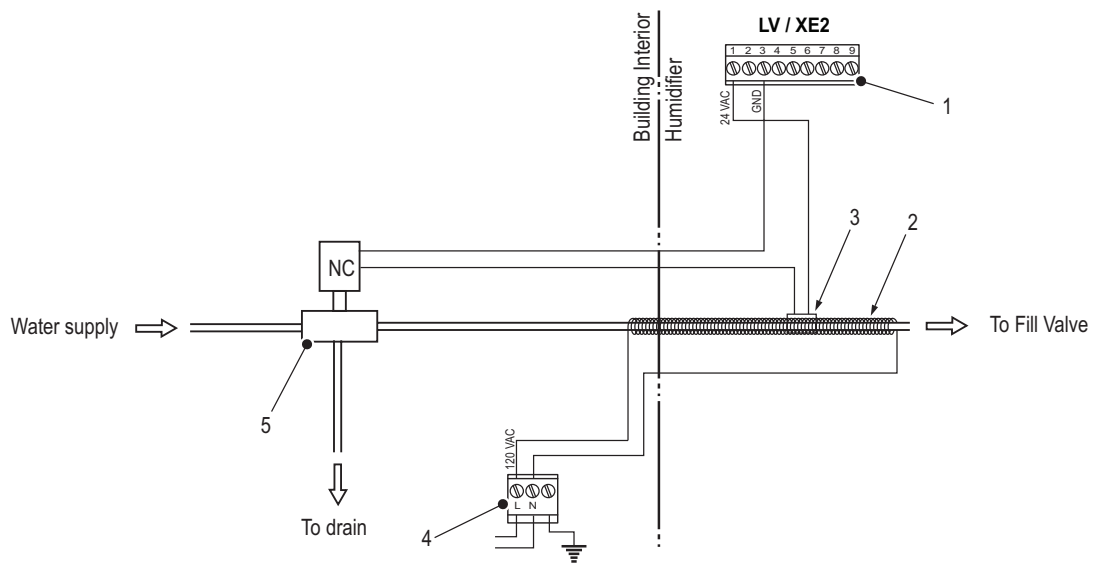 LV / XE2
1 2 3 4 5 6 7 8 9
Building Interior
Humidifier
24 VAC
GND
1
3
2
NC
Water supply
To Fill Valve
5
120 VAC
L N
4
To drain